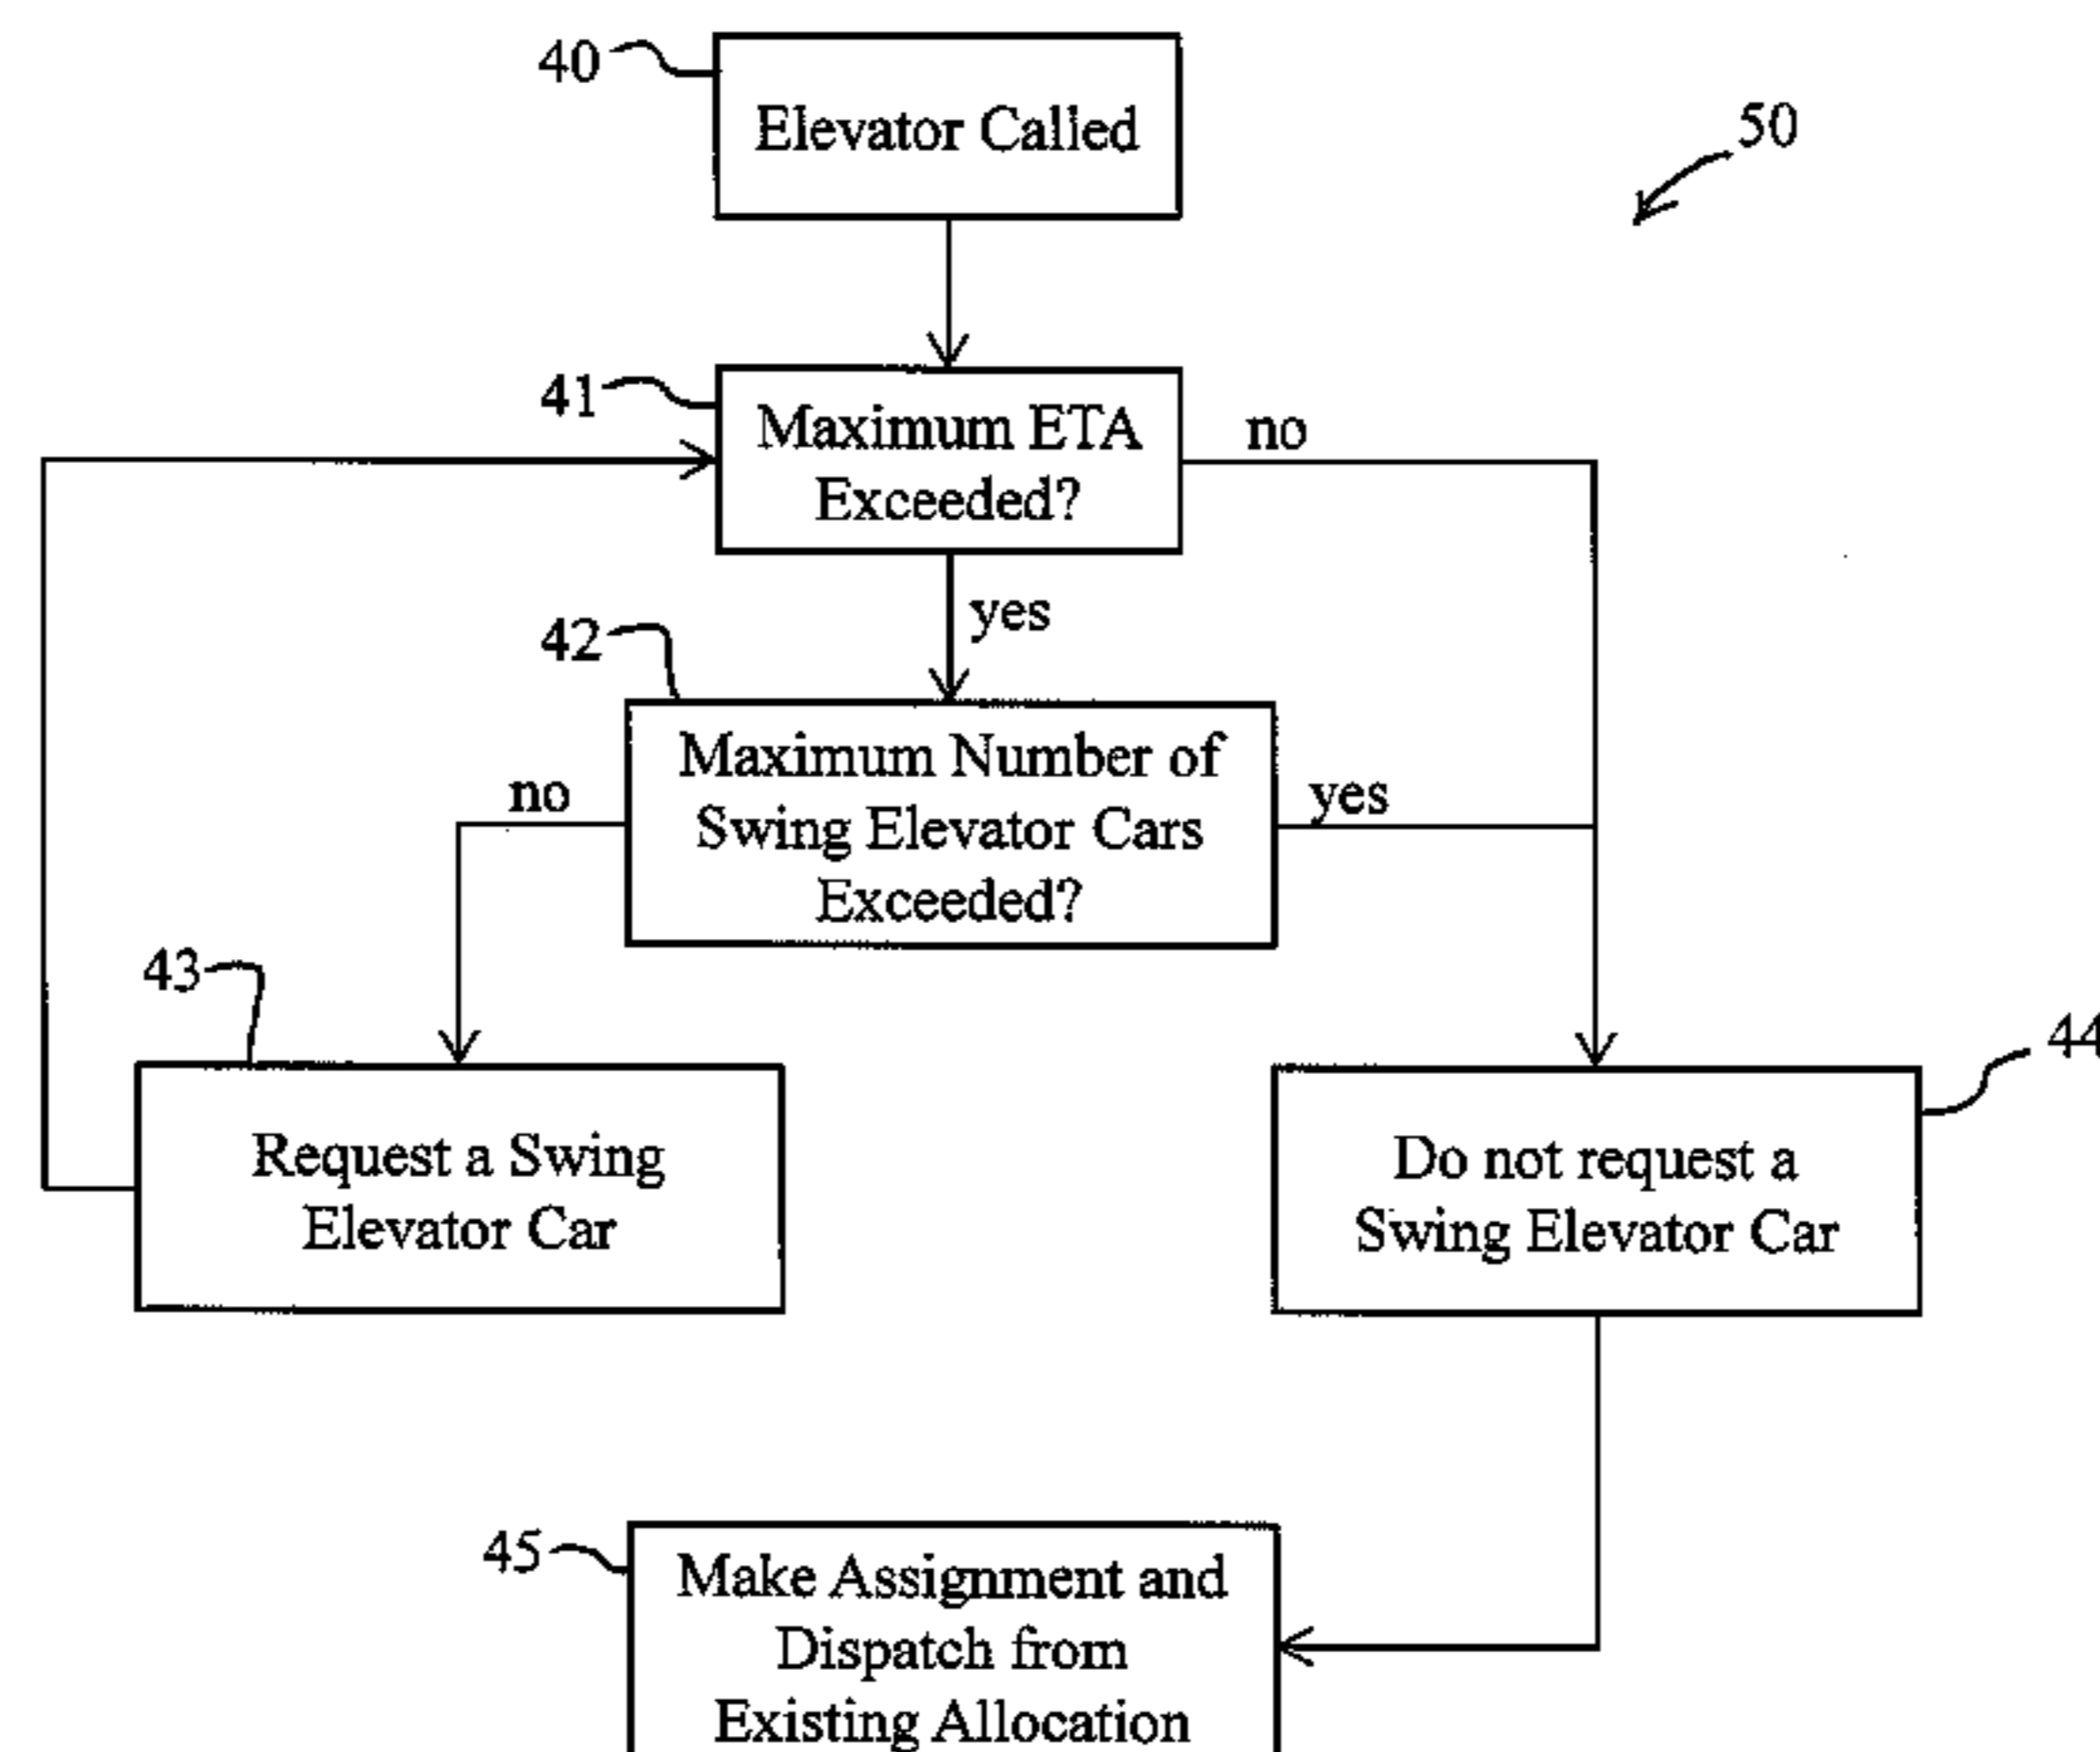 40
Elevator Called
50
41
Maximum ETA
Exceeded?
no
yes
42
Maximum Number of
Swing Elevator Cars
Exceeded?
no
yes
43
44
Request a Swing
Elevator Car
Do not request a
Swing Elevator Car
45
Make Assignment and
Dispatch from
Existing Allocation